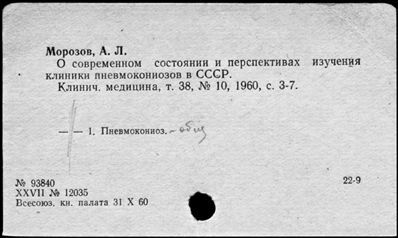 Морозов, А. Л.
О современном состоянии и перспективах изучения
клиники пневмокониозов в СССР.
Клинич. медицина, т. 38, № 10, 1960, с. 3-7.
— — 1. Пневмокониоз. - общ
№ 93840
XXVII № 12035
Всесоюз. кн. палата 31 X 60
22-9